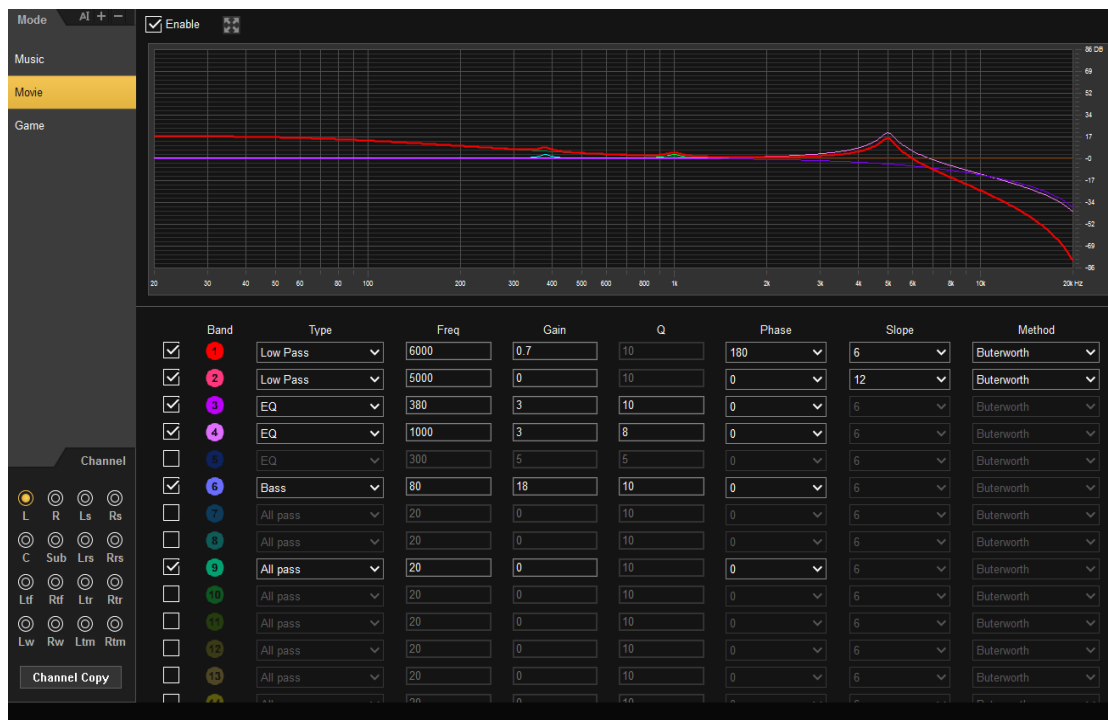 Mode AI + −
Enable
Music
Movie
Game
86 DB
69
52
34
17
-0
-17
-34
-52
-69
-86
20 30 40 50 60 80 100 200 300 400 500 600 800 1K 2k 3k 4k 5k 6k 8k 10k 20k HZ
Band Type Freq Gain Q Phase Slope Method
1 Low Pass 6000 0.7 10 180 6 Buterworth
2 Low Pass 5000 0 10 0 12 Buterworth
3 EQ 380 3 10 0 6 Buterworth
4 EQ 1000 3 8 0 6 Buterworth
5 EQ 300 5 5 0 6 Buterworth
6 Bass 80 18 10 0 6 Buterworth
7 All pass 20 0 10 0 6 Buterworth
8 All pass 20 0 10 0 6 Buterworth
9 All pass 20 0 10 0 6 Buterworth
10 All pass 20 0 10 0 6 Buterworth
11 All pass 20 0 10 0 6 Buterworth
12 All pass 20 0 10 0 6 Buterworth
13 All pass 20 0 10 0 6 Buterworth
Channel
L R Ls Rs
C Sub Lrs Rrs
Ltf Rtf Ltr Rtr
Lw Rw Ltm Rtm
Channel Copy